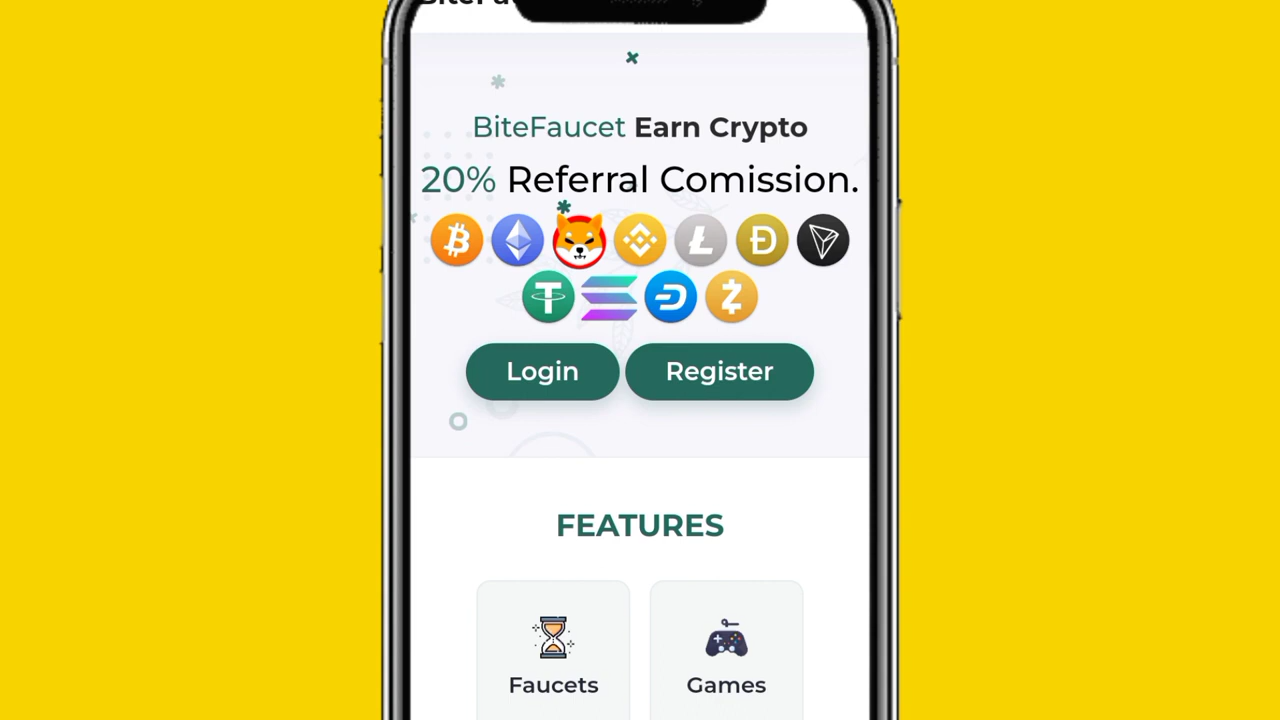 BiteFaucet Earn Crypto
20% Referral Comission.
Login Register
FEATURES
Faucets Games